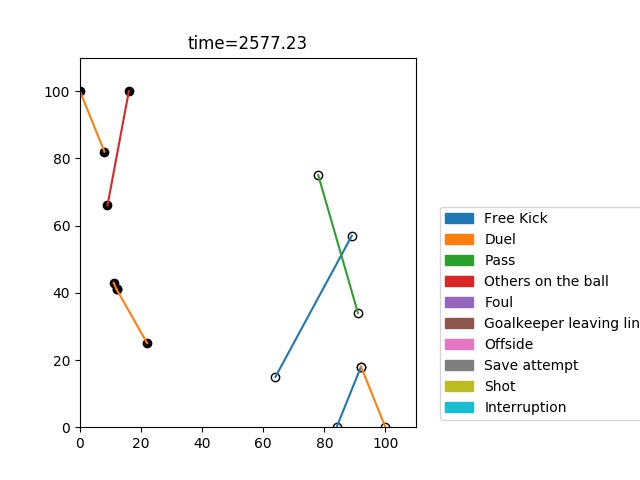 time=2577.23
100
80
60
40
20
0
0 20 40 60 80 100
Free Kick
Duel
Pass
Others on the ball
Foul
Goalkeeper leaving lin
Offside
Save attempt
Shot
Interruption